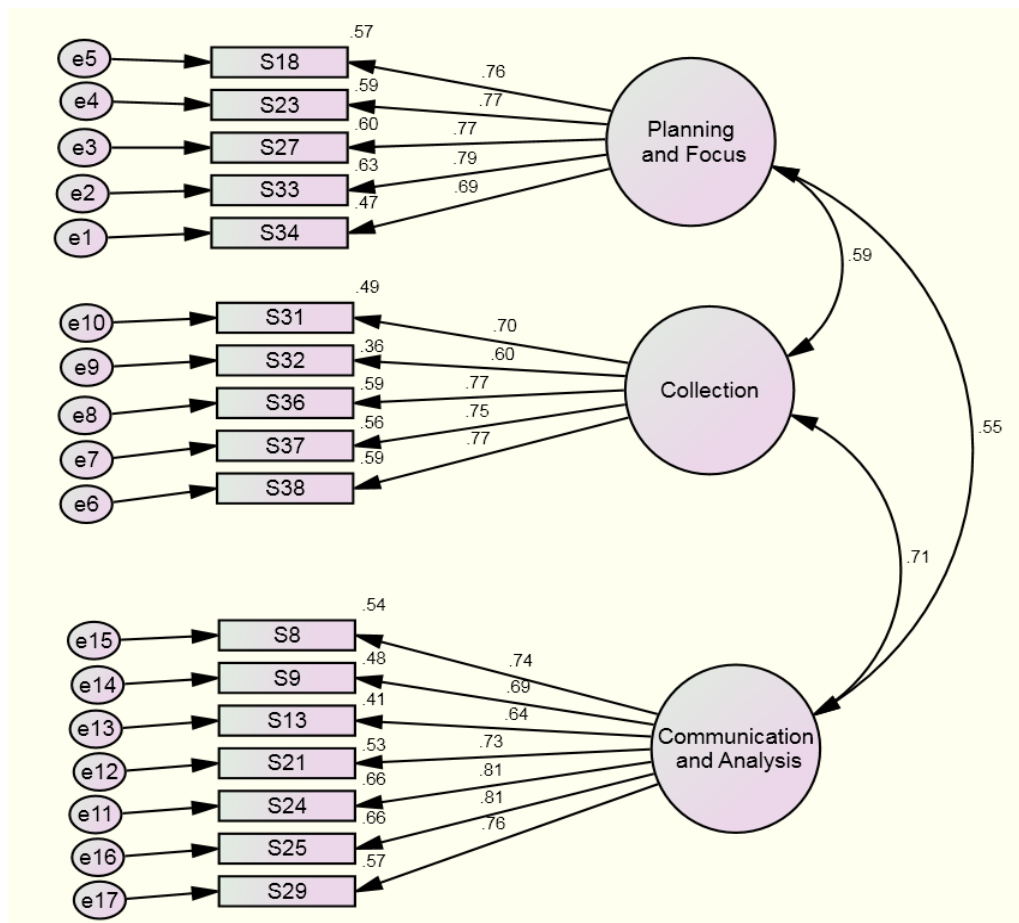 .57
e5
S18
.76
.59
e4
S23
.77
.60
e3
S27
.77
Planning
and Focus
.63
e2
S33
.79
.47
e1
S34
.69
.59
.49
e10
S31
.70
.36
e9
S32
.60
.59
e8
S36
.77
Collection
.56
e7
S37
.75
.59
e6
S38
.77
.55
.71
.54
e15
S8
.74
.48
e14
S9
.69
.41
e13
S13
.64
.53
e12
S21
.73
Communication
and Analysis
.66
e11
S24
.81
.66
e16
S25
.81
.57
e17
S29
.76